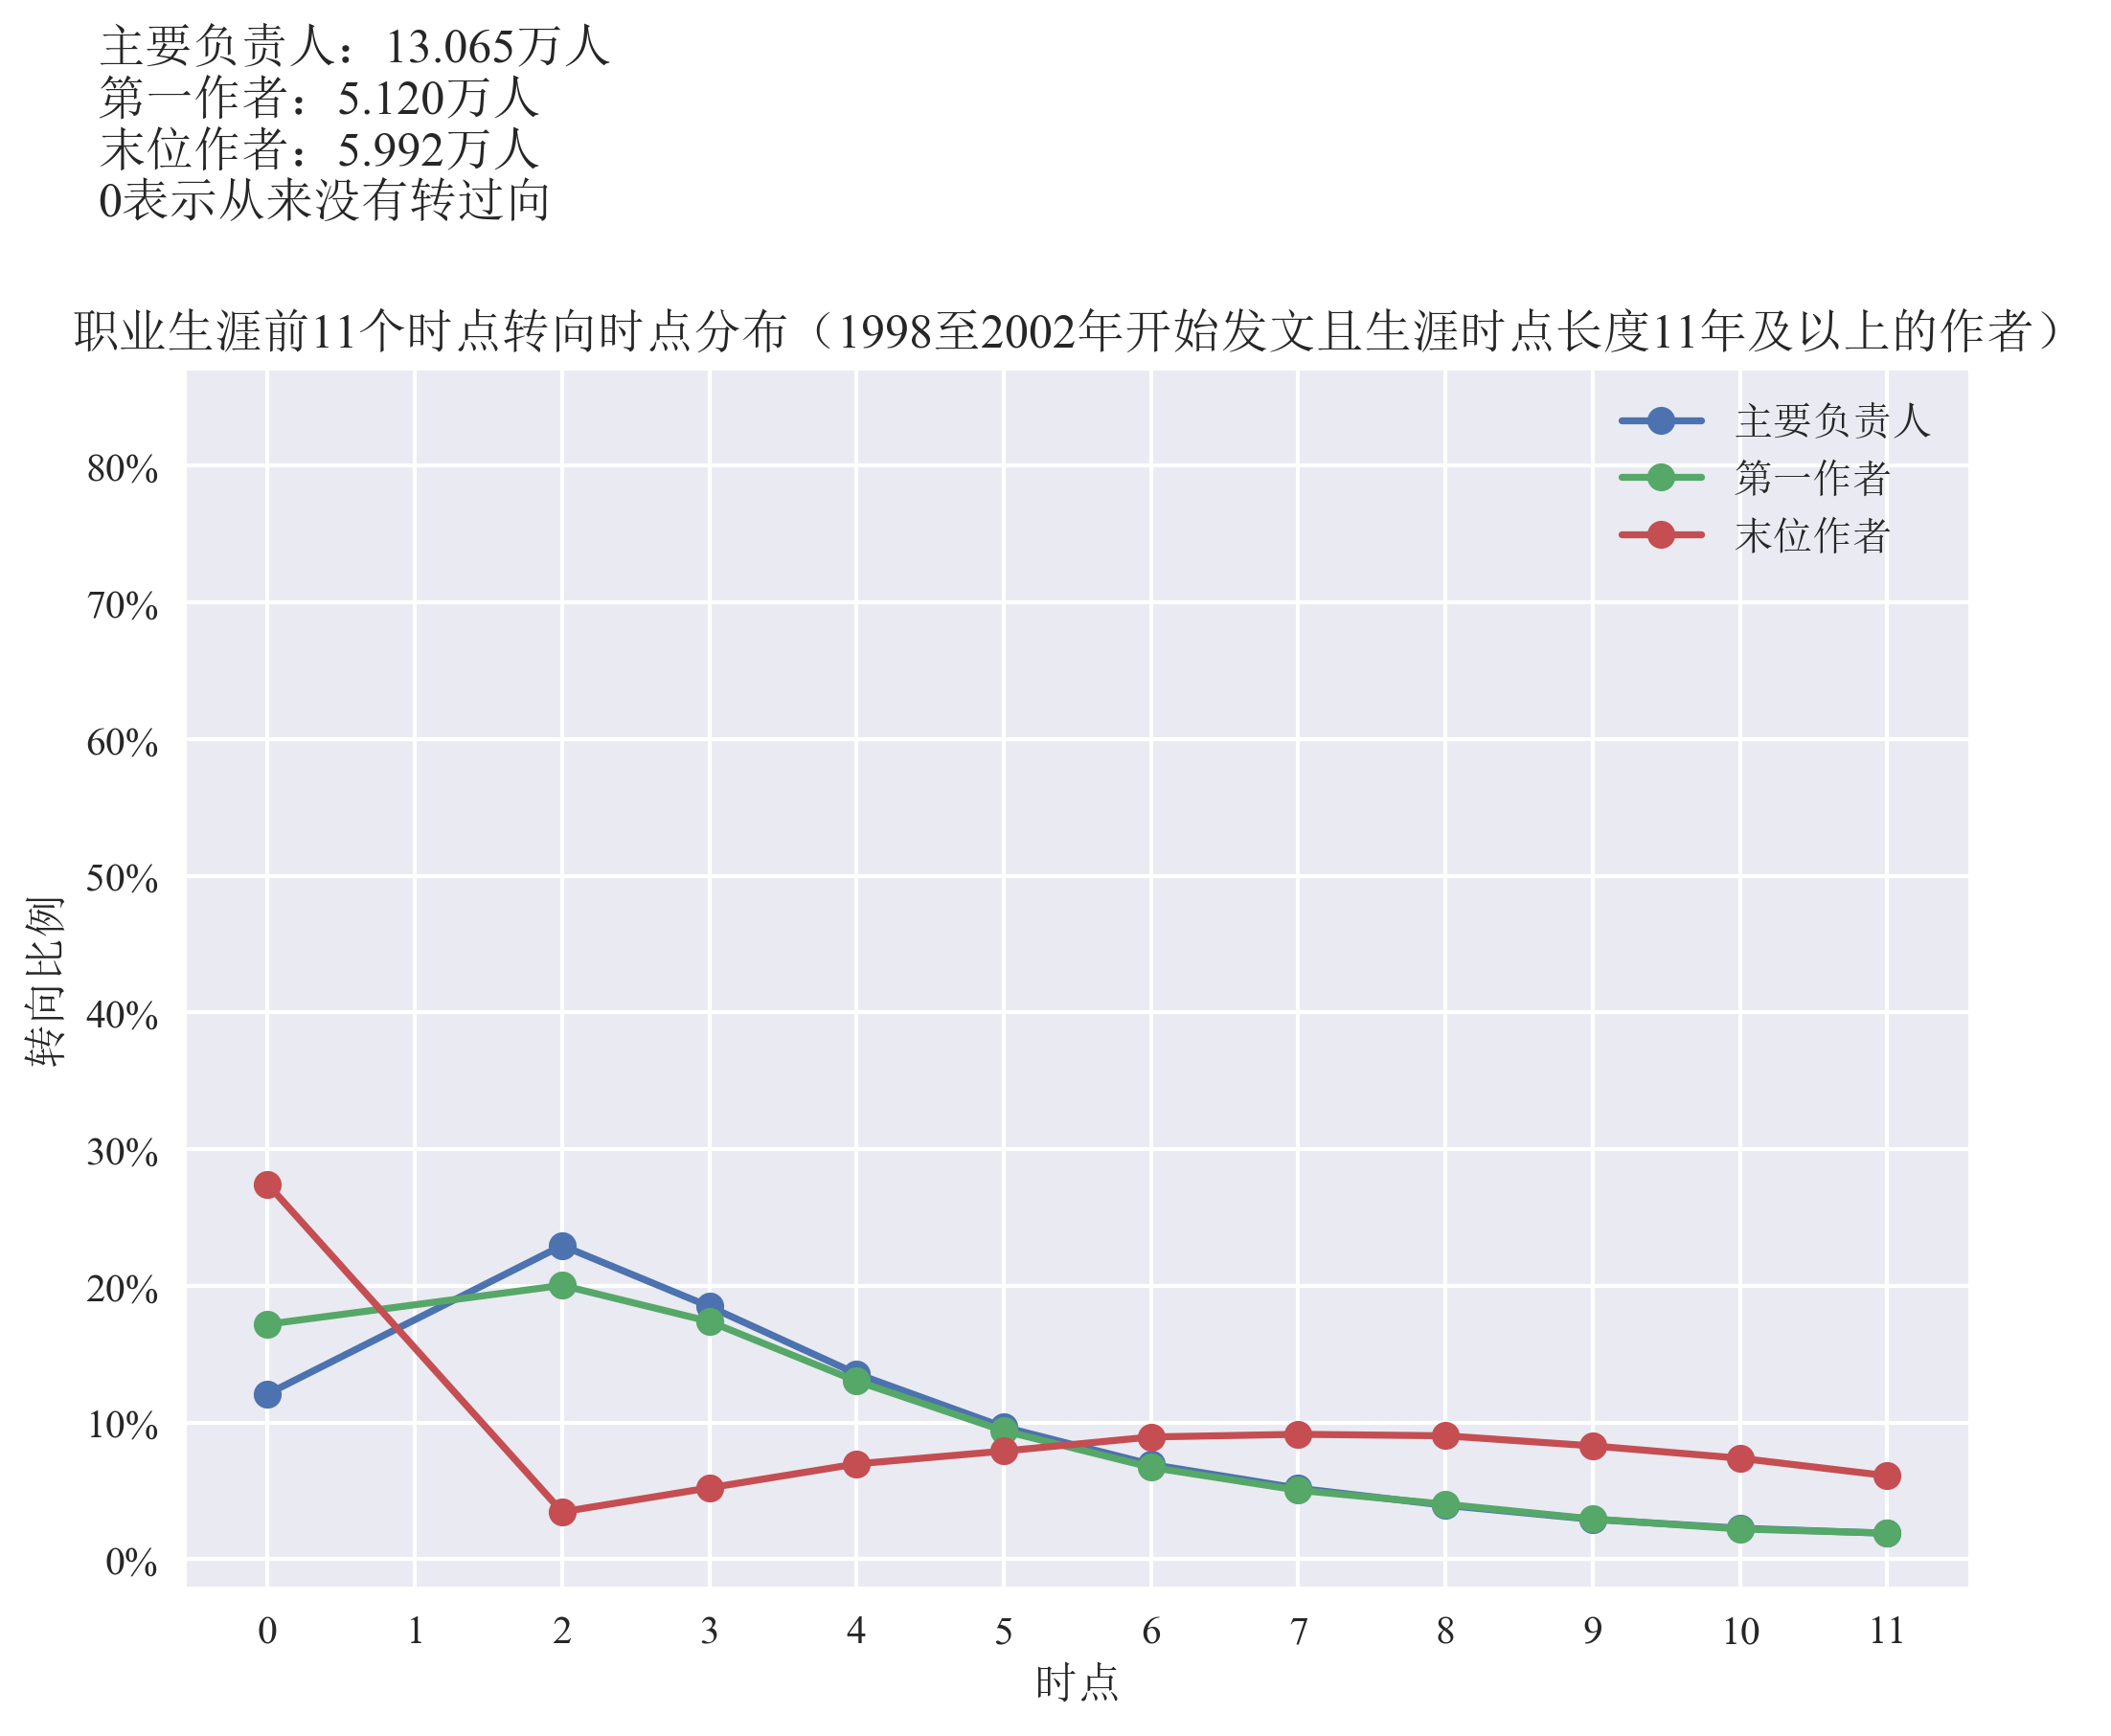 主要负责人：13.065万人
第一作者：5.120万人
末位作者：5.992万人
0表示从来没有转过向
职业生涯前11个时点转向时点分布（1998至2002年开始发文且生涯时点长度11年及以上的作者）
主要负责人
第一作者
末位作者
80%
70%
60%
50%
40%
30%
20%
10%
0%
转向比例
0 1 2 3 4 5 6 7 8 9 10 11
时点